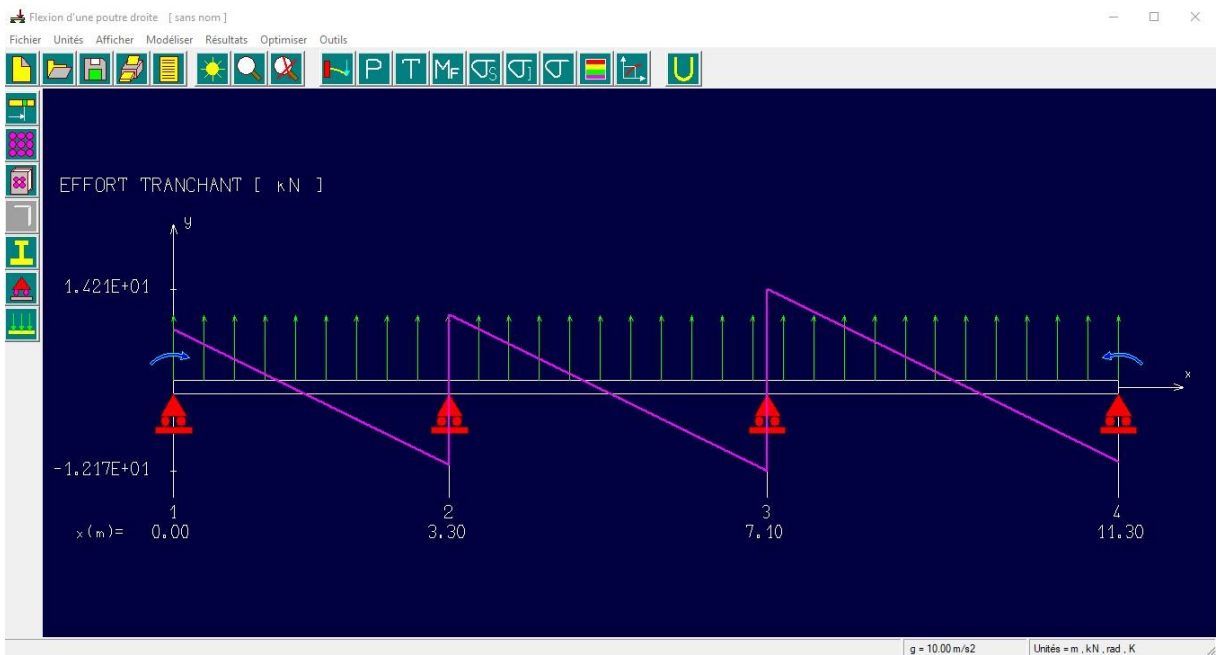 Flexion d'une poutre droite [ sans nom ]
Fichier Unités Afficher Modéliser Résultats Optimiser Outils
P T MF σS σJ σ U
EFFORT TRANCHANT [ kN ]
y
1.421E+01
x
-1.217E+01
1 2 3 4
x(m)= 0.00 3.30 7.10 11.30
g = 10.00 m/s2 Unités = m , kN , rad , K